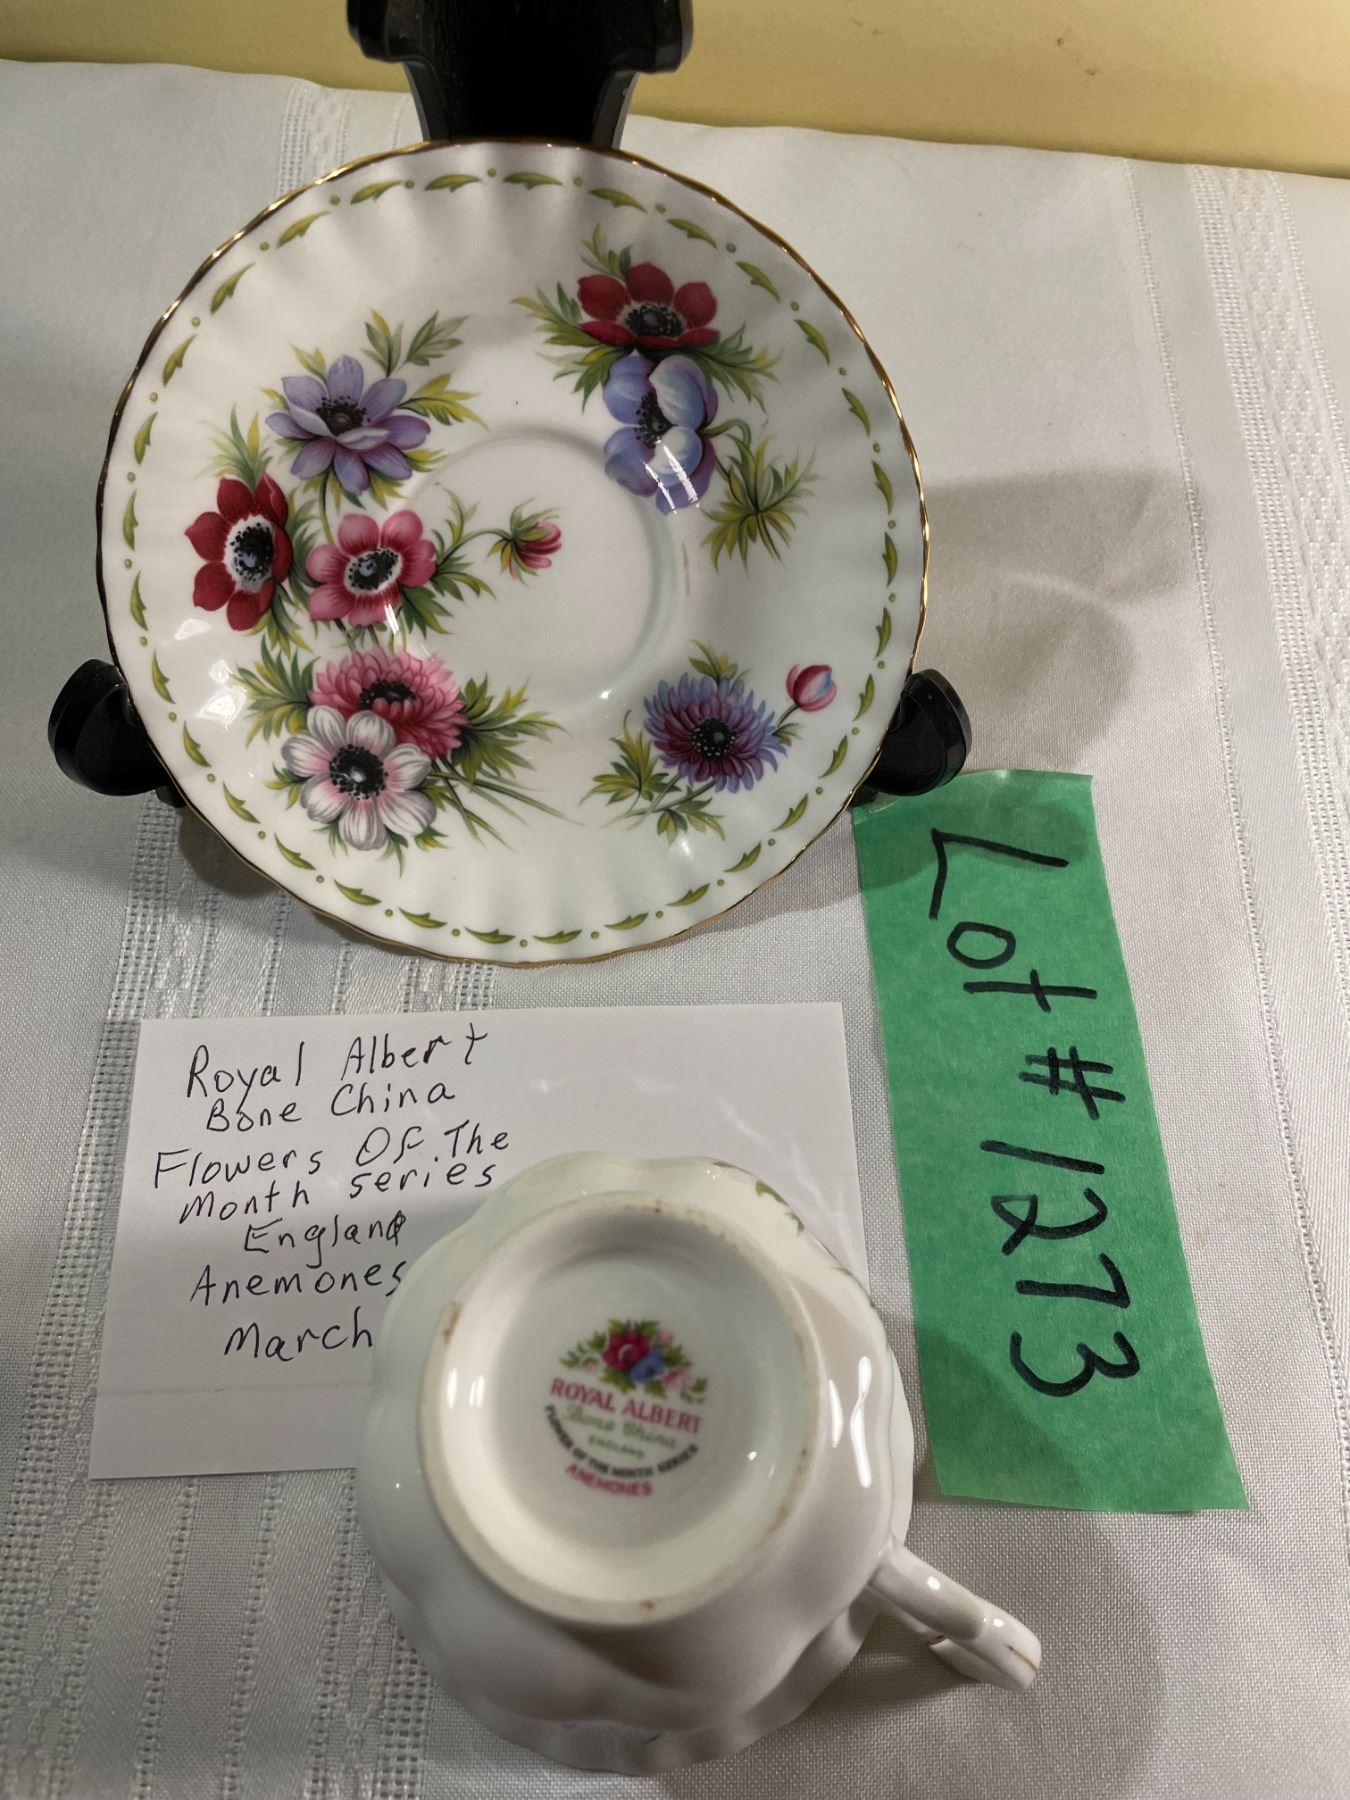 Lot # 1273
Royal Albert
Bone China
Flowers Of The
Month series
England
Anemones
March
ROYAL ALBERT
Bone China
ENGLAND
FLOWER OF THE MONTH SERIES
ANEMONES